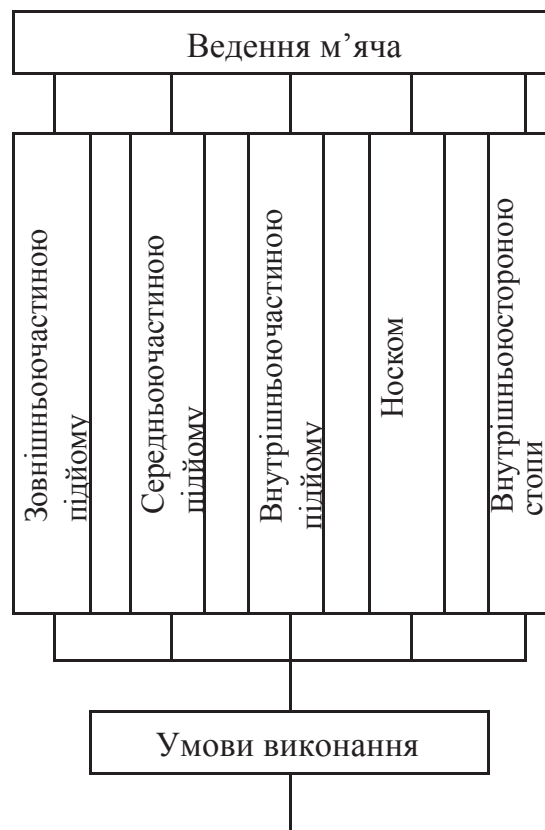 Ведення м’яча
Зовнішньоючастиною
підйому
Середньоючастиною
підйому
Внутрішньоючастиною
підйому
Носком
Внутрішньоюстороною
стопи
Умови виконання